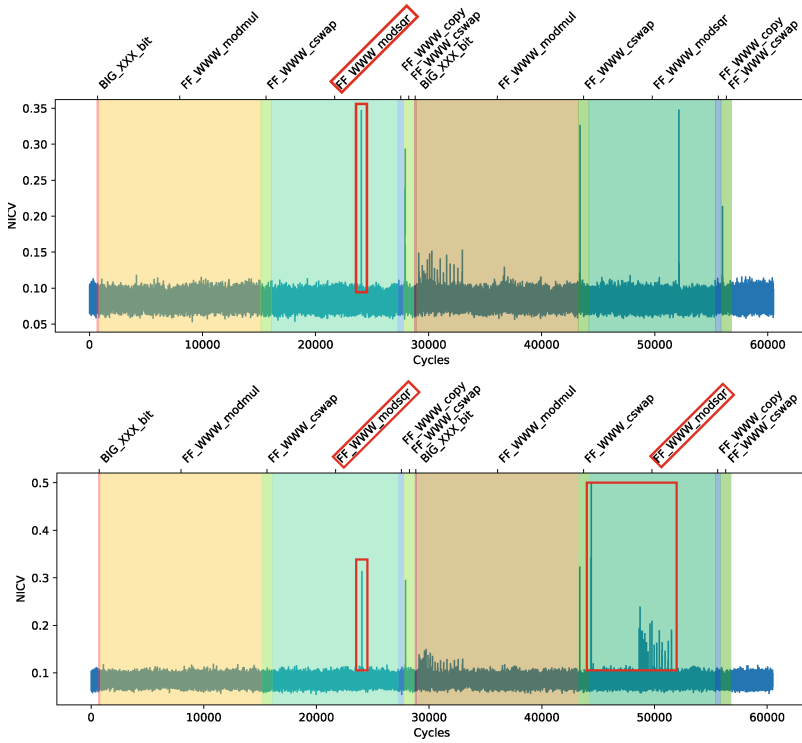 BIG_XXX_bit
FF_WWW_modmul
FF_WWW_cswap
FF_WWW_modsqr
FF_WWW_copy
FF_WWW_cswap
BIG_XXX_bit
FF_WWW_modmul
FF_WWW_cswap
FF_WWW_modsqr
FF_WWW_copy
FF_WWW_cswap
NICV
0.35
0.30
0.25
0.20
0.15
0.10
0.05
0 10000 20000 30000 40000 50000 60000
Cycles
BIG_XXX_bit
FF_WWW_modmul
FF_WWW_cswap
FF_WWW_modsqr
FF_WWW_copy
FF_WWW_cswap
BIG_XXX_bit
FF_WWW_modmul
FF_WWW_cswap
FF_WWW_modsqr
FF_WWW_copy
FF_WWW_cswap
NICV
0.5
0.4
0.3
0.2
0.1
0 10000 20000 30000 40000 50000 60000
Cycles